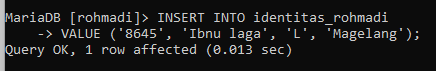 MariaDB [rohmadi]> INSERT INTO identitas_rohmadi
    -> VALUE ('8645', 'Ibnu laga', 'L', 'Magelang');
Query OK, 1 row affected (0.013 sec)